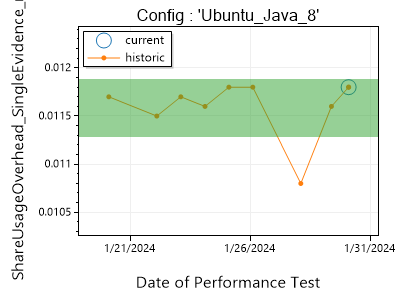 Config : 'Ubuntu_Java_8'
current
historic
ShareUsageOverhead_SingleEvidence_
0.012
0.0115
0.011
0.0105
1/21/2024
1/26/2024
1/31/2024
Date of Performance Test